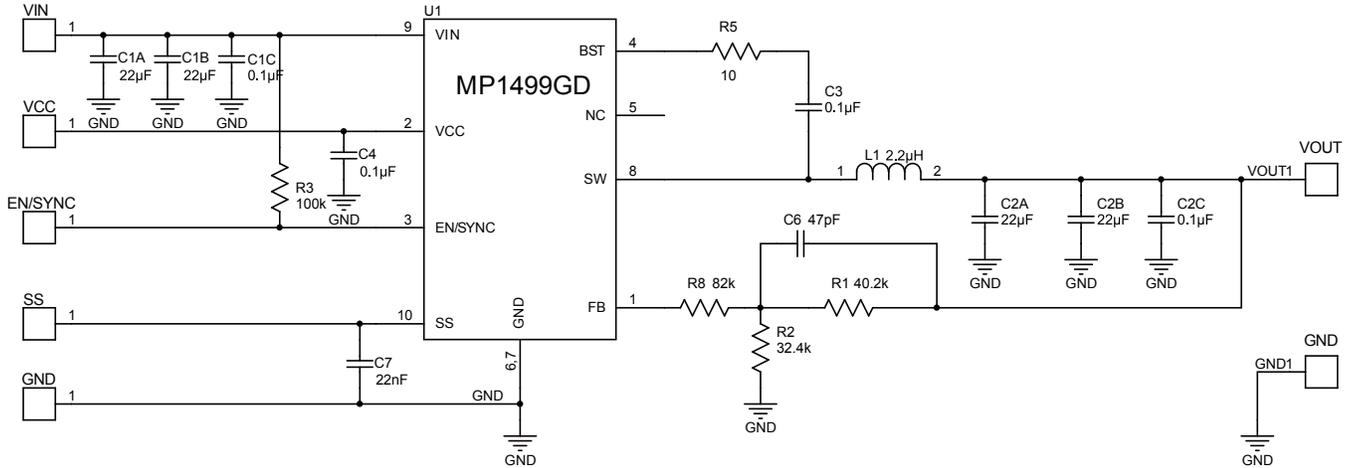 VIN
1
9
VIN
C1A
22µF
GND
C1B
22µF
GND
C1C
0.1µF
GND
VCC
1
2
VCC
C4
0.1µF
GND
R3
100k
EN/SYNC
1
3
EN/SYNC
SS
1
10
SS
C7
22nF
GND
1
GND
GND
6,7
GND
U1
MP1499GD
BST
4
R5
10
C3
0.1µF
NC
5
SW
8
1
L1 2.2µH
2
C6 47pF
FB
1
R8 82k
R1 40.2k
R2
32.4k
GND
C2A
22µF
GND
C2B
22µF
GND
C2C
0.1µF
GND
VOUT1
VOUT
GND
GND1
GND